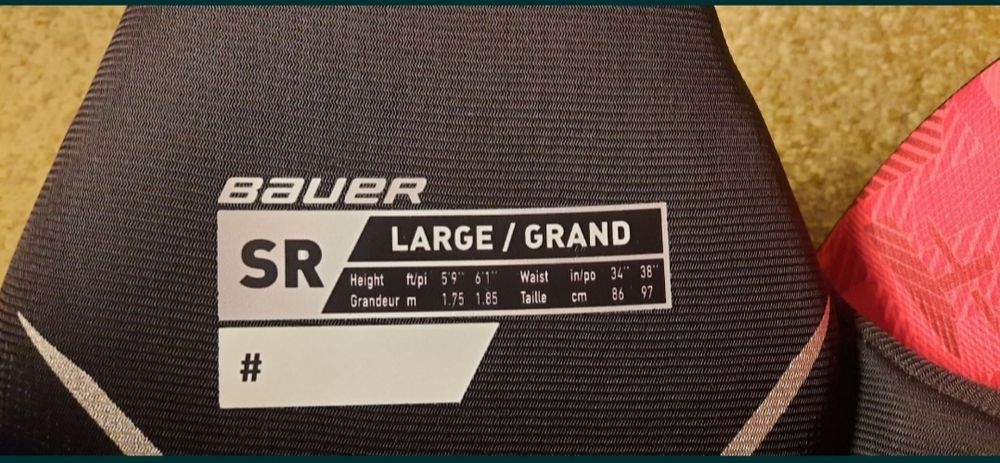 BAUER
SR
LARGE / GRAND
Height ft/pi 5'9" 6'1" Waist in/po 34" 38"
Grandeur m 1.75 1.85 Taille cm 86 97
#